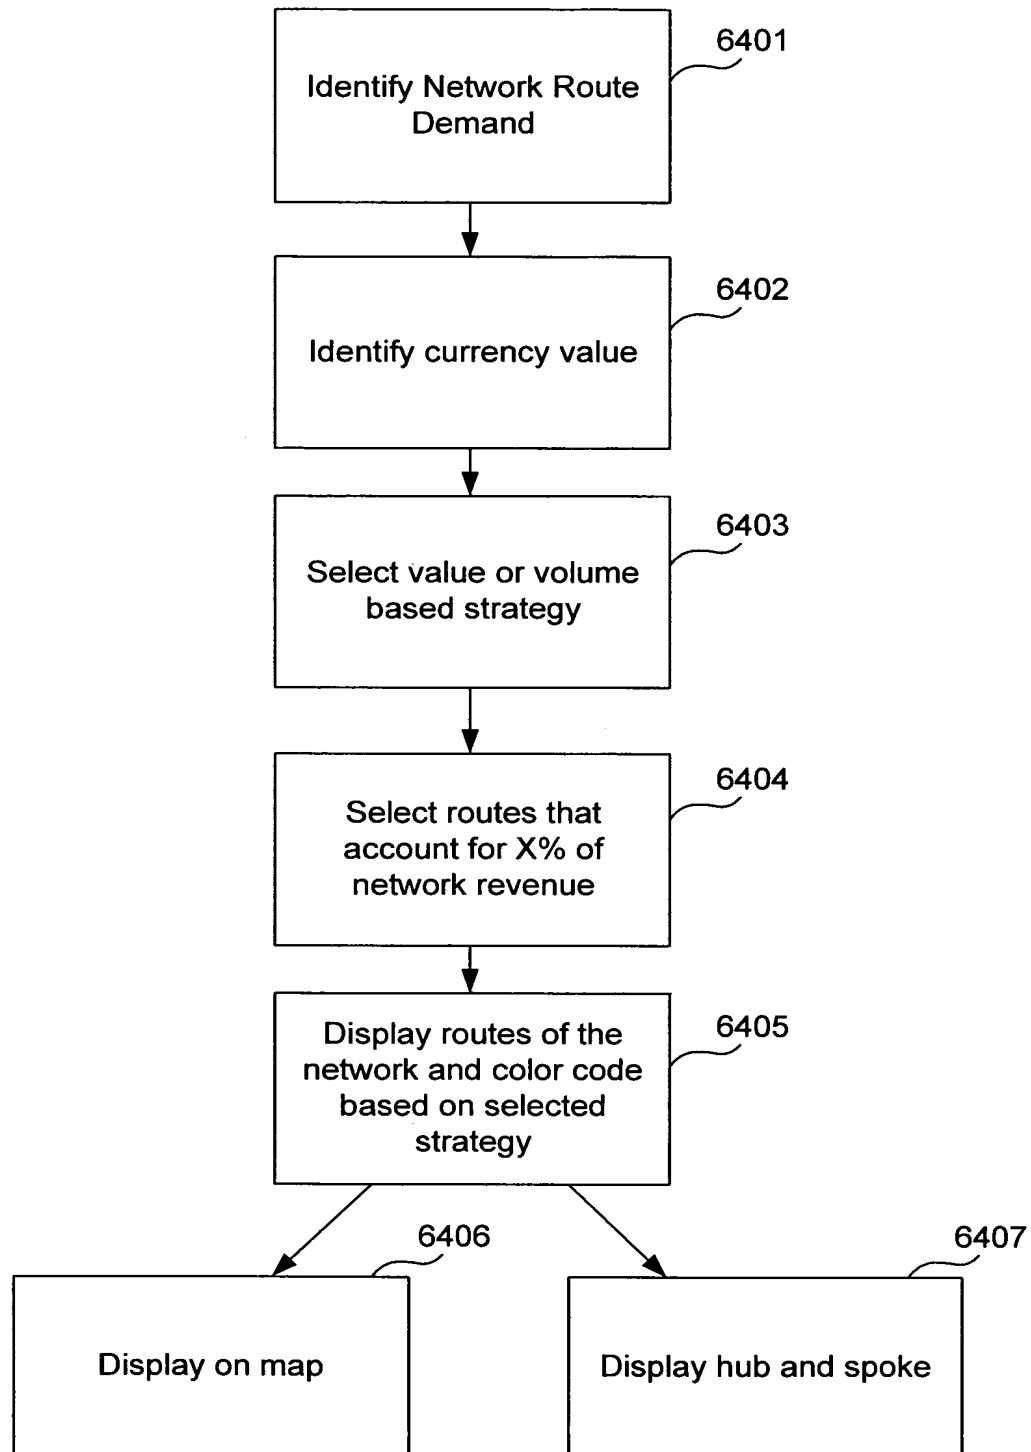 6401
Identify Network Route
Demand
6402
Identify currency value
6403
Select value or volume
based strategy
6404
Select routes that
account for X% of
network revenue
6405
Display routes of the
network and color code
based on selected
strategy
6406
6407
Display on map
Display hub and spoke